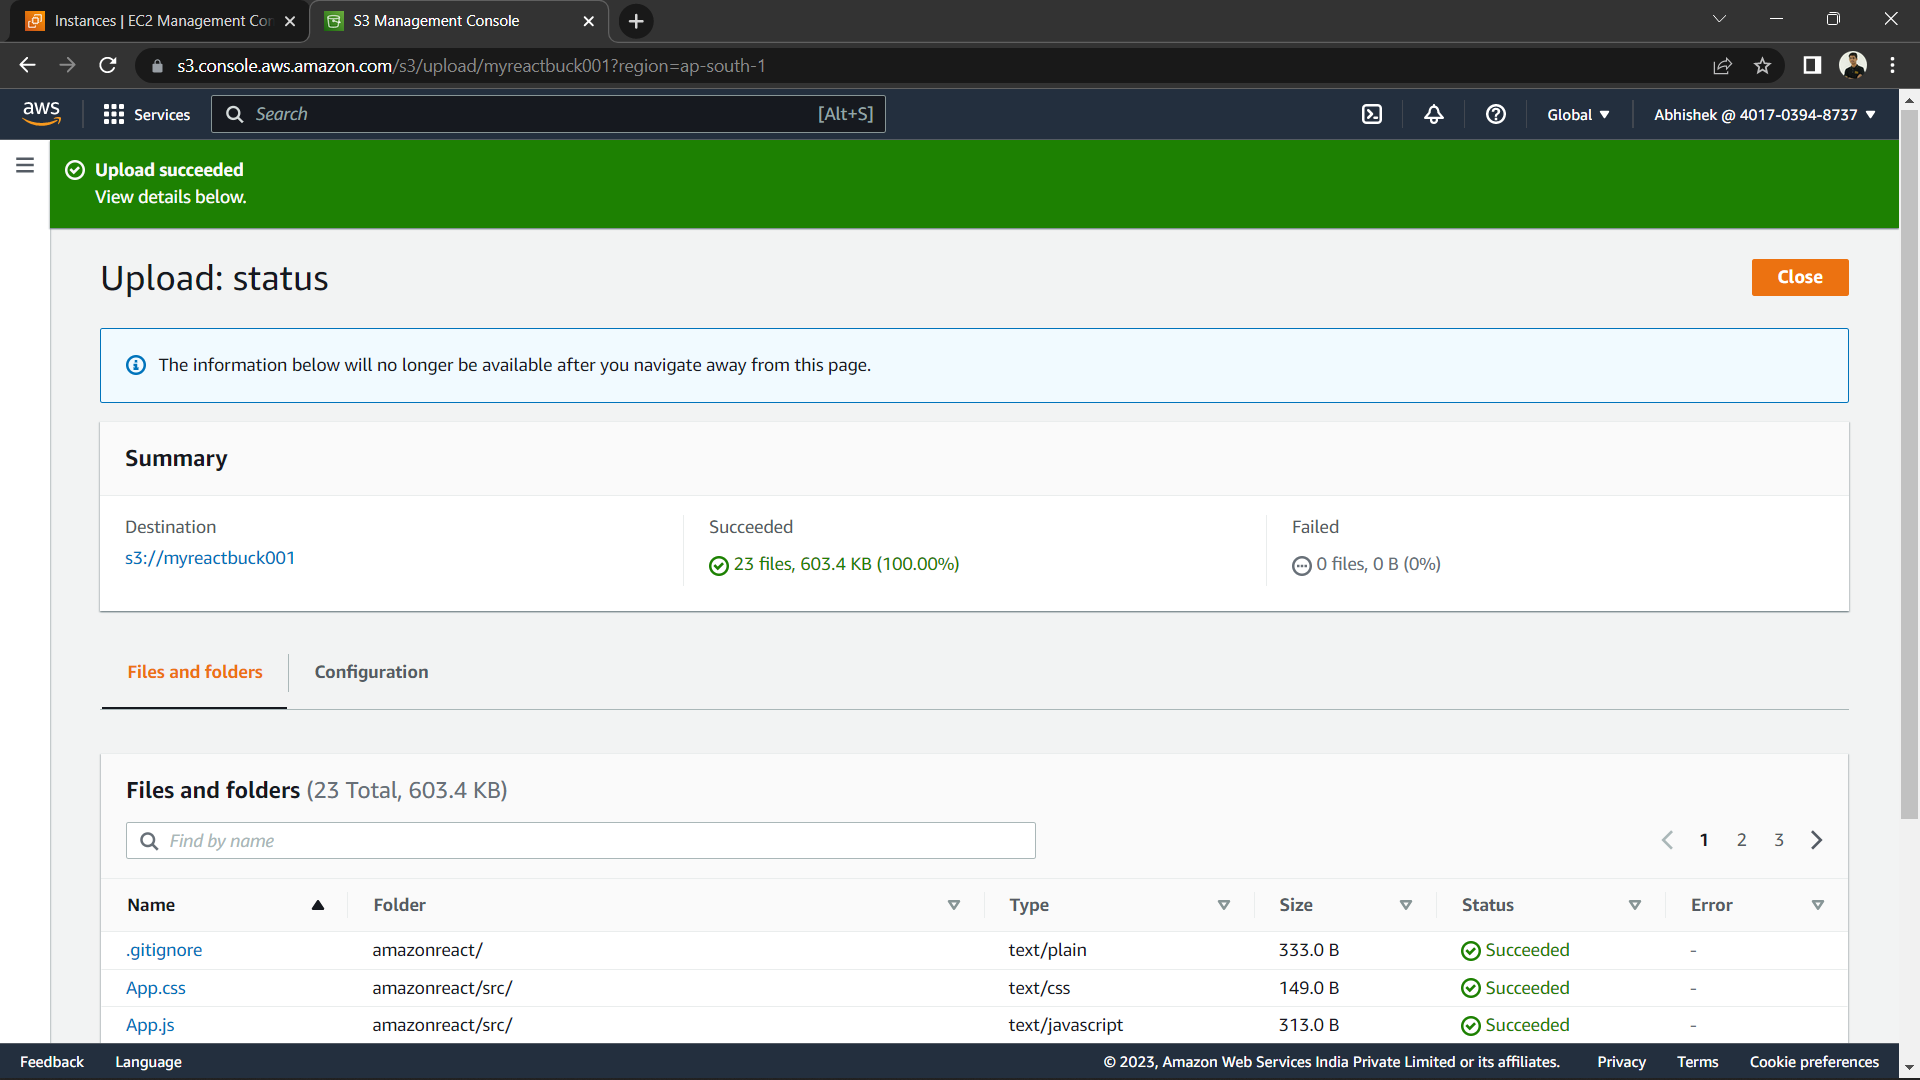 Instances | EC2 Management Con
S3 Management Console
s3.console.aws.amazon.com/s3/upload/myreactbuck001?region=ap-south-1
aws
Services
Search
[Alt+S]
Global
Abhishek @ 4017-0394-8737
Upload succeeded
View details below.
Upload: status
Close
The information below will no longer be available after you navigate away from this page.
Summary
Destination
s3://myreactbuck001
Succeeded
23 files, 603.4 KB (100.00%)
Failed
0 files, 0 B (0%)
Files and folders
Configuration
Files and folders (23 Total, 603.4 KB)
Find by name
1 2 3
Name Folder Type Size Status Error
.gitignore amazonreact/ text/plain 333.0 B Succeeded -
App.css amazonreact/src/ text/css 149.0 B Succeeded -
App.js amazonreact/src/ text/javascript 313.0 B Succeeded -
Feedback Language © 2023, Amazon Web Services India Private Limited or its affiliates. Privacy Terms Cookie preferences